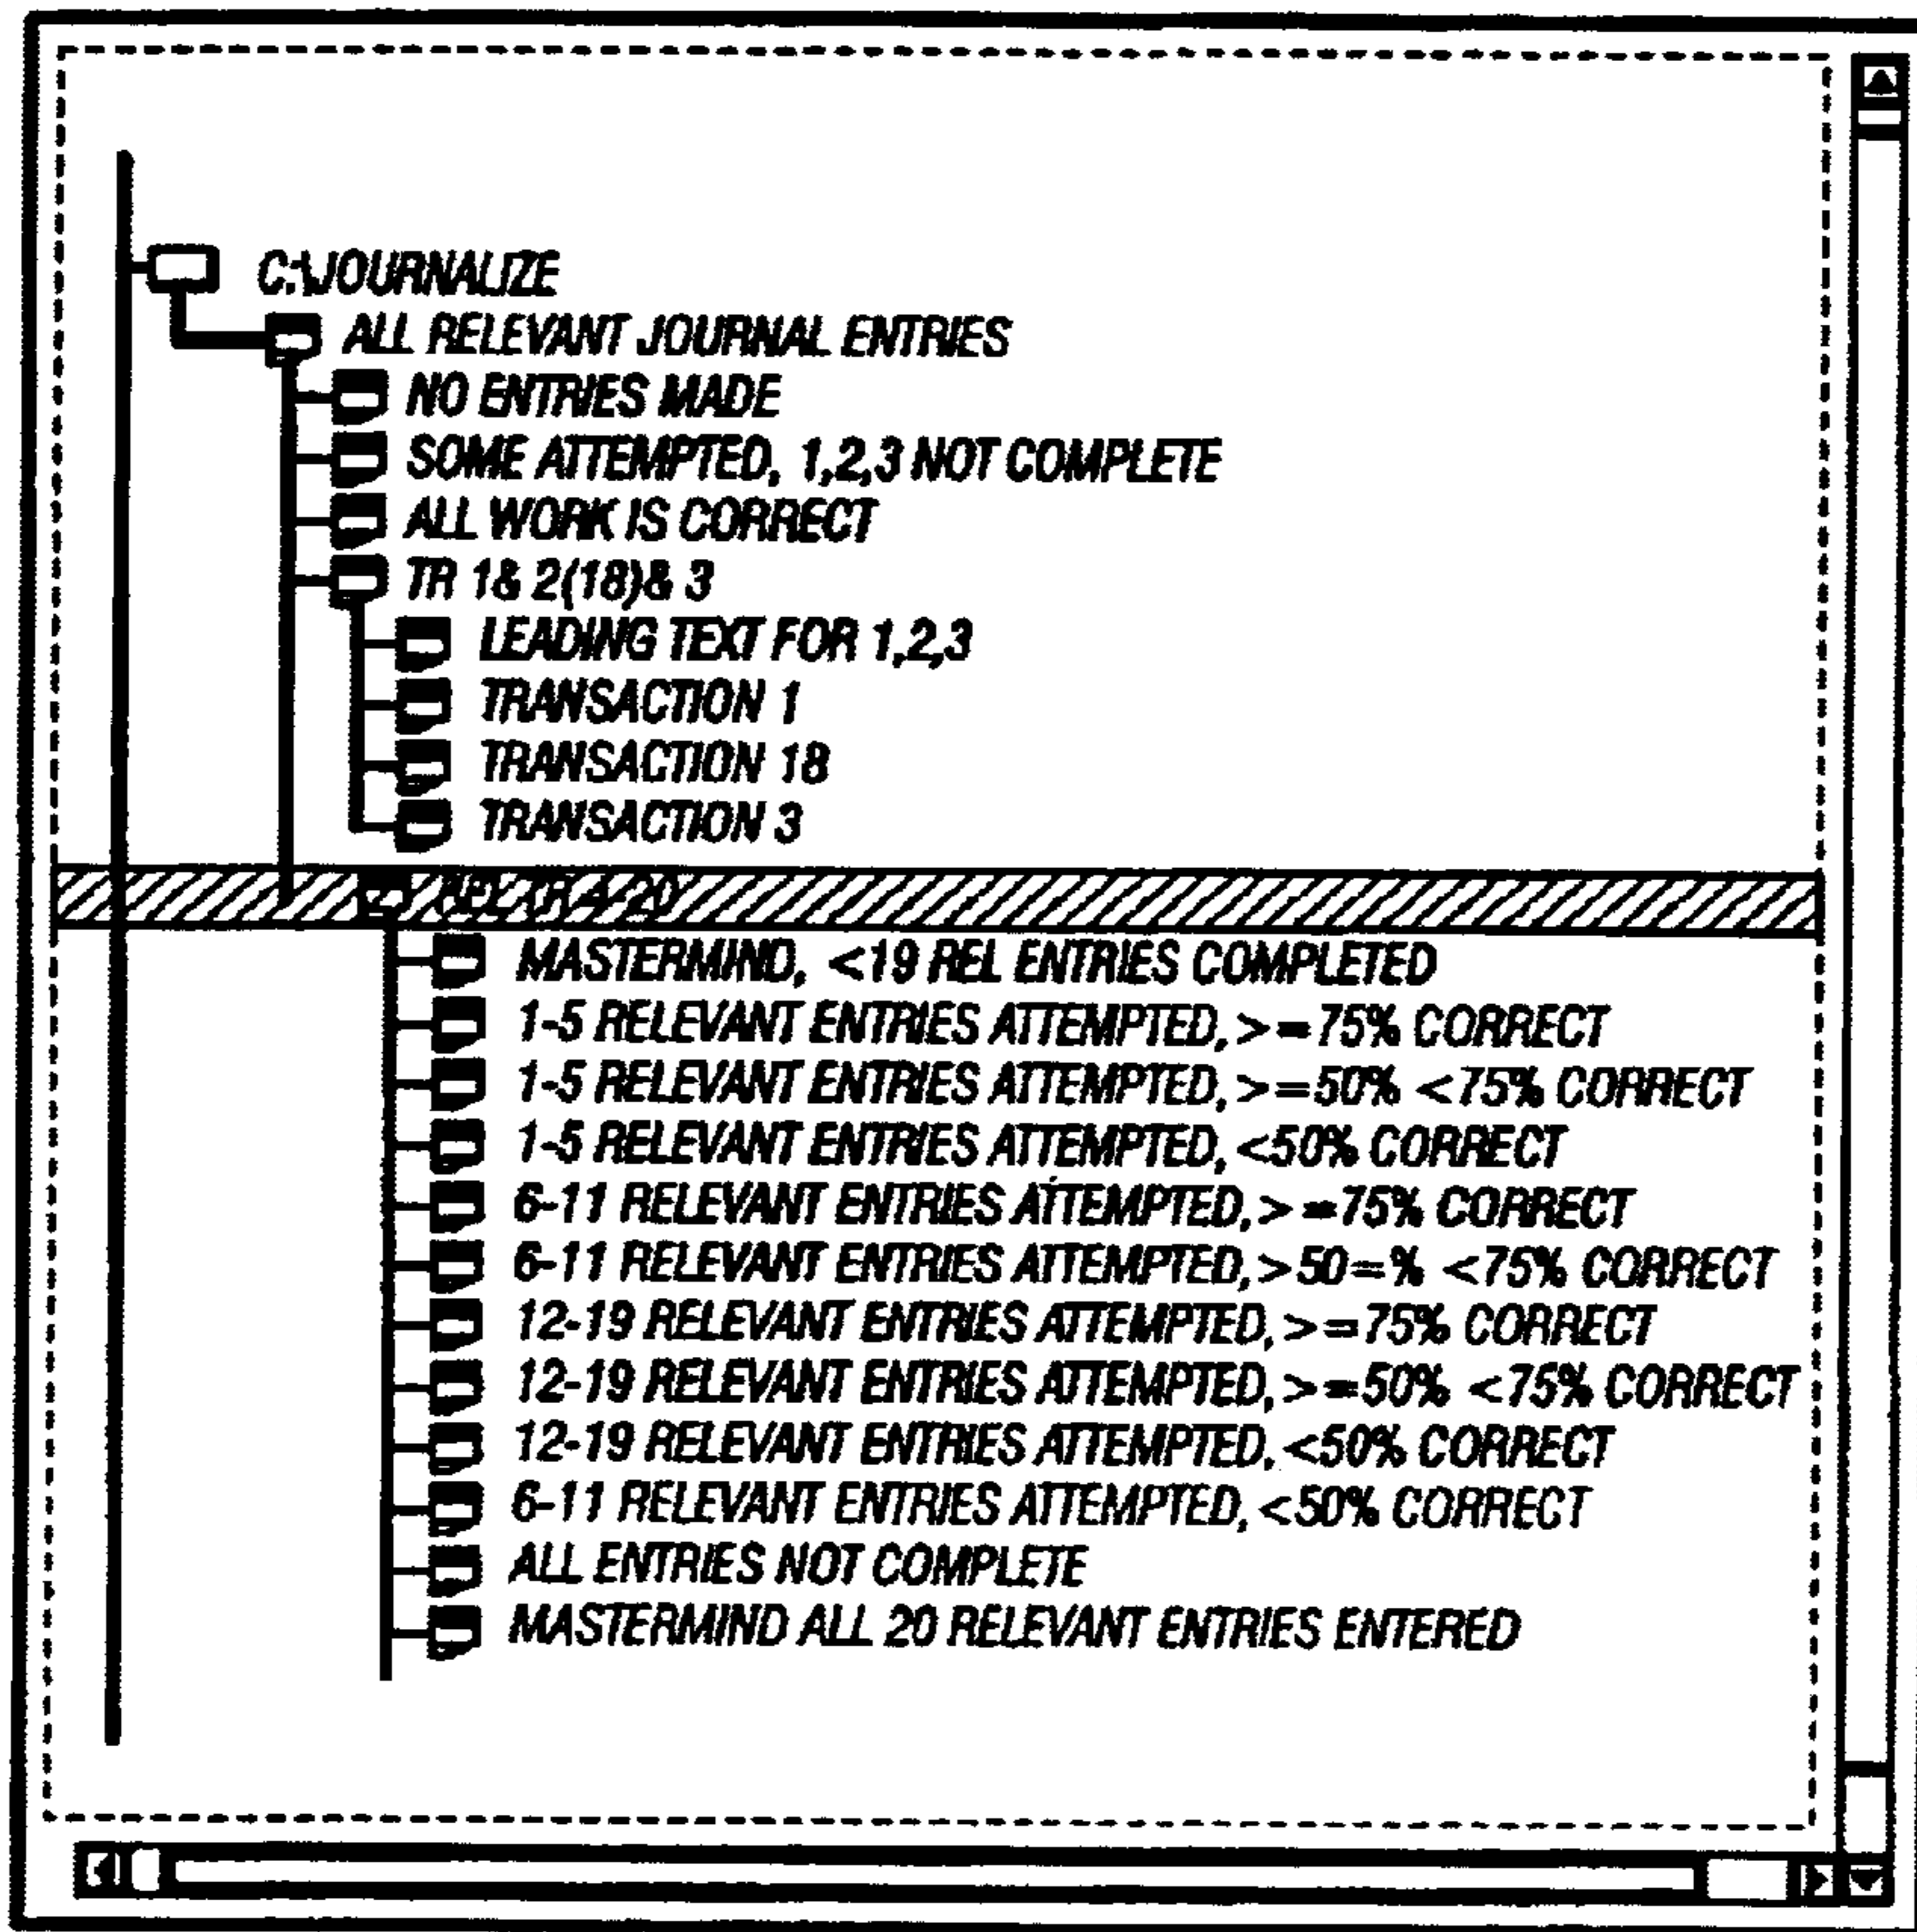 C:\JOURNALIZE
ALL RELEVANT JOURNAL ENTRIES
NO ENTRIES MADE
SOME ATTEMPTED, 1,2,3 NOT COMPLETE
ALL WORK IS CORRECT
TR 1& 2(18)& 3
LEADING TEXT FOR 1,2,3
TRANSACTION 1
TRANSACTION 18
TRANSACTION 3
REL TR 4-20
MASTERMIND, <19 REL ENTRIES COMPLETED
1-5 RELEVANT ENTRIES ATTEMPTED, >=75% CORRECT
1-5 RELEVANT ENTRIES ATTEMPTED, >=50% <75% CORRECT
1-5 RELEVANT ENTRIES ATTEMPTED, <50% CORRECT
6-11 RELEVANT ENTRIES ATTEMPTED, >=75% CORRECT
6-11 RELEVANT ENTRIES ATTEMPTED, >50=% <75% CORRECT
12-19 RELEVANT ENTRIES ATTEMPTED, >=75% CORRECT
12-19 RELEVANT ENTRIES ATTEMPTED, >=50% <75% CORRECT
12-19 RELEVANT ENTRIES ATTEMPTED, <50% CORRECT
6-11 RELEVANT ENTRIES ATTEMPTED, <50% CORRECT
ALL ENTRIES NOT COMPLETE
MASTERMIND ALL 20 RELEVANT ENTRIES ENTERED